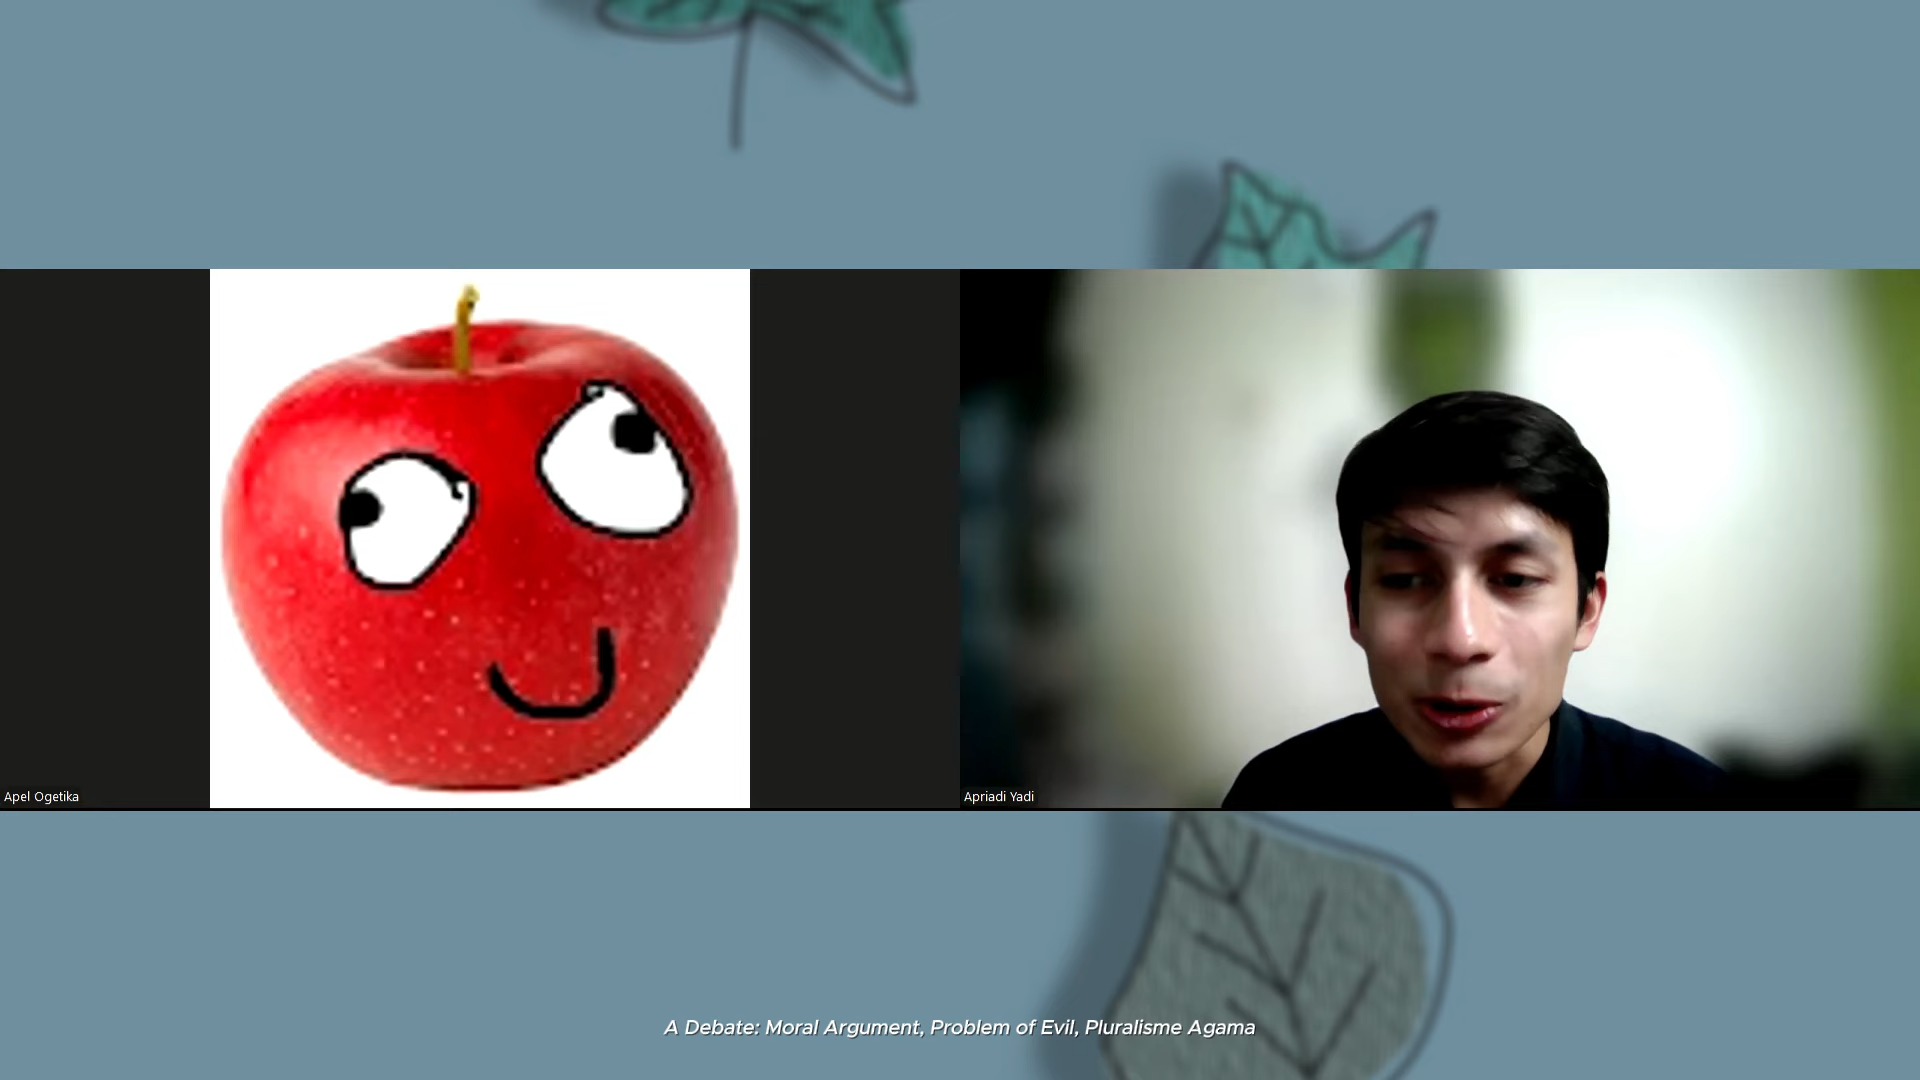 Apel Ogetika
Apriadi Yadi
A Debate: Moral Argument, Problem of Evil, Pluralisme Agama